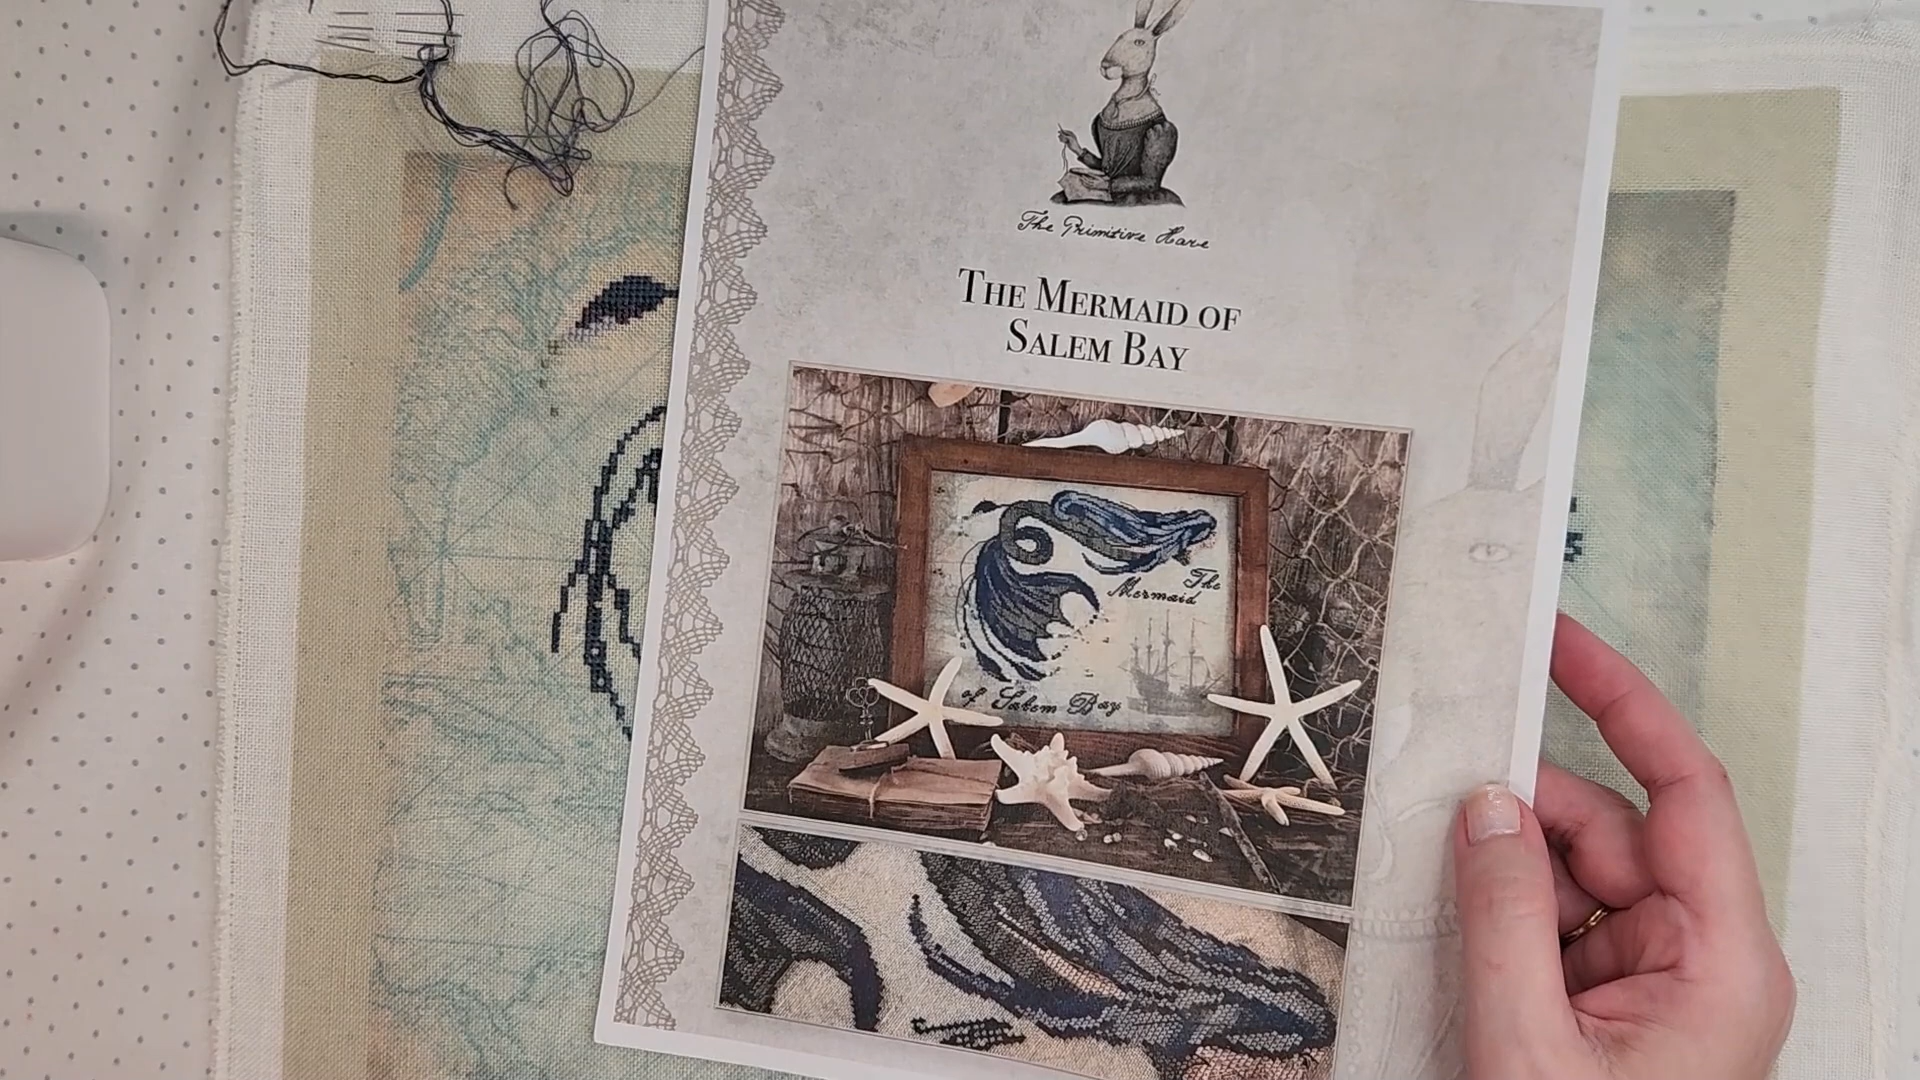 The Primitive Hare
The Mermaid of
Salem Bay
The
Mermaid
of Salem Bay